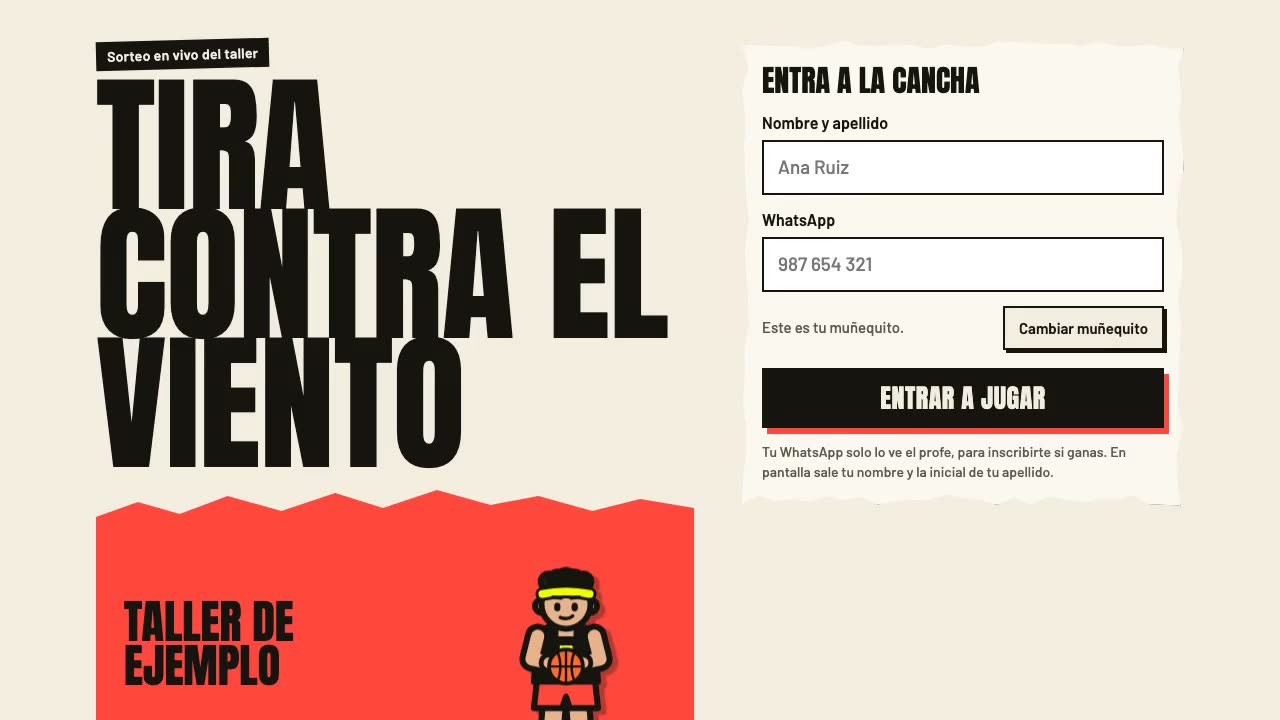 Sorteo en vivo del taller
TIRA
CONTRA EL
VIENTO
TALLER DE
EJEMPLO
ENTRA A LA CANCHA
Nombre y apellido
Ana Ruiz
WhatsApp
987 654 321
Este es tu muñequito.
Cambiar muñequito
ENTRAR A JUGAR
Tu WhatsApp solo lo ve el profe, para inscribirte si ganas. En
pantalla sale tu nombre y la inicial de tu apellido.